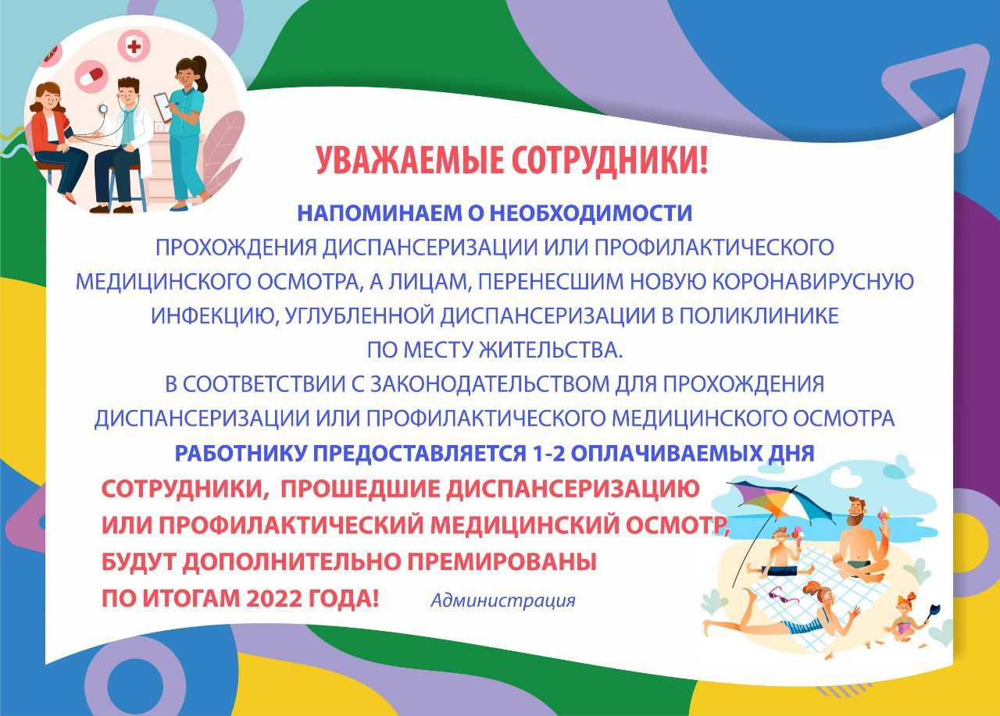 УВАЖАЕМЫЕ СОТРУДНИКИ!
НАПОМИНАЕМ О НЕОБХОДИМОСТИ
ПРОХОЖДЕНИЯ ДИСПАНСЕРИЗАЦИИ ИЛИ ПРОФИЛАКТИЧЕСКОГО
МЕДИЦИНСКОГО ОСМОТРА, А ЛИЦАМ, ПЕРЕНЕСШИМ НОВУЮ КОРОНАВИРУСНУЮ
ИНФЕКЦИЮ, УГЛУБЛЕННОЙ ДИСПАНСЕРИЗАЦИИ В ПОЛИКЛИНИКЕ
ПО МЕСТУ ЖИТЕЛЬСТВА.
В СООТВЕТСТВИИ С ЗАКОНОДАТЕЛЬСТВОМ ДЛЯ ПРОХОЖДЕНИЯ
ДИСПАНСЕРИЗАЦИИ ИЛИ ПРОФИЛАКТИЧЕСКОГО МЕДИЦИНСКОГО ОСМОТРА
РАБОТНИКУ ПРЕДОСТАВЛЯЕТСЯ 1-2 ОПЛАЧИВАЕМЫХ ДНЯ
СОТРУДНИКИ, ПРОШЕДШИЕ ДИСПАНСЕРИЗАЦИЮ
ИЛИ ПРОФИЛАКТИЧЕСКИЙ МЕДИЦИНСКИЙ ОСМОТР,
БУДУТ ДОПОЛНИТЕЛЬНО ПРЕМИРОВАНЫ
ПО ИТОГАМ 2022 ГОДА!
Администрация